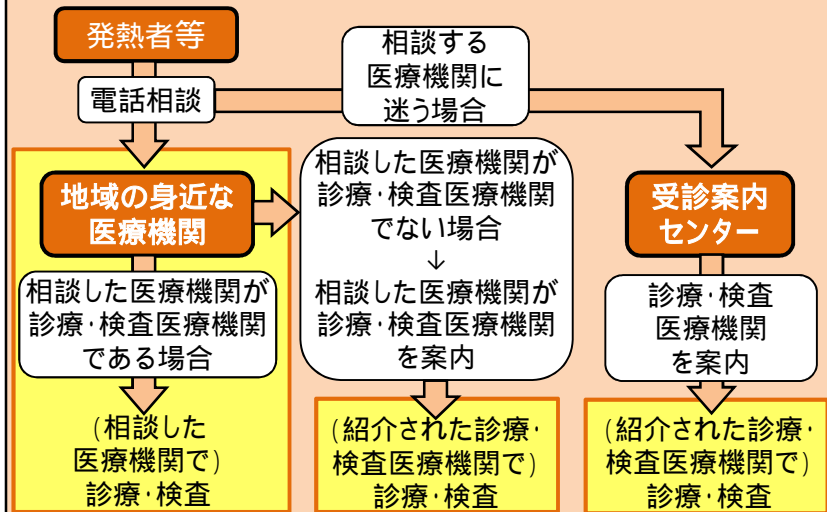 発熱者等
電話相談
相談する
医療機関に
迷う場合
地域の身近な
医療機関
相談した医療機関が
診療・検査医療機関
である場合
(相談した
医療機関で)
診療・検査
相談した医療機関が
診療・検査医療機関
でない場合
↓
相談した医療機関が
診療・検査医療機関
を案内
(紹介された診療・
検査医療機関で)
診療・検査
受診案内
センター
診療・検査
医療機関
を案内
(紹介された診療・
検査医療機関で)
診療・検査